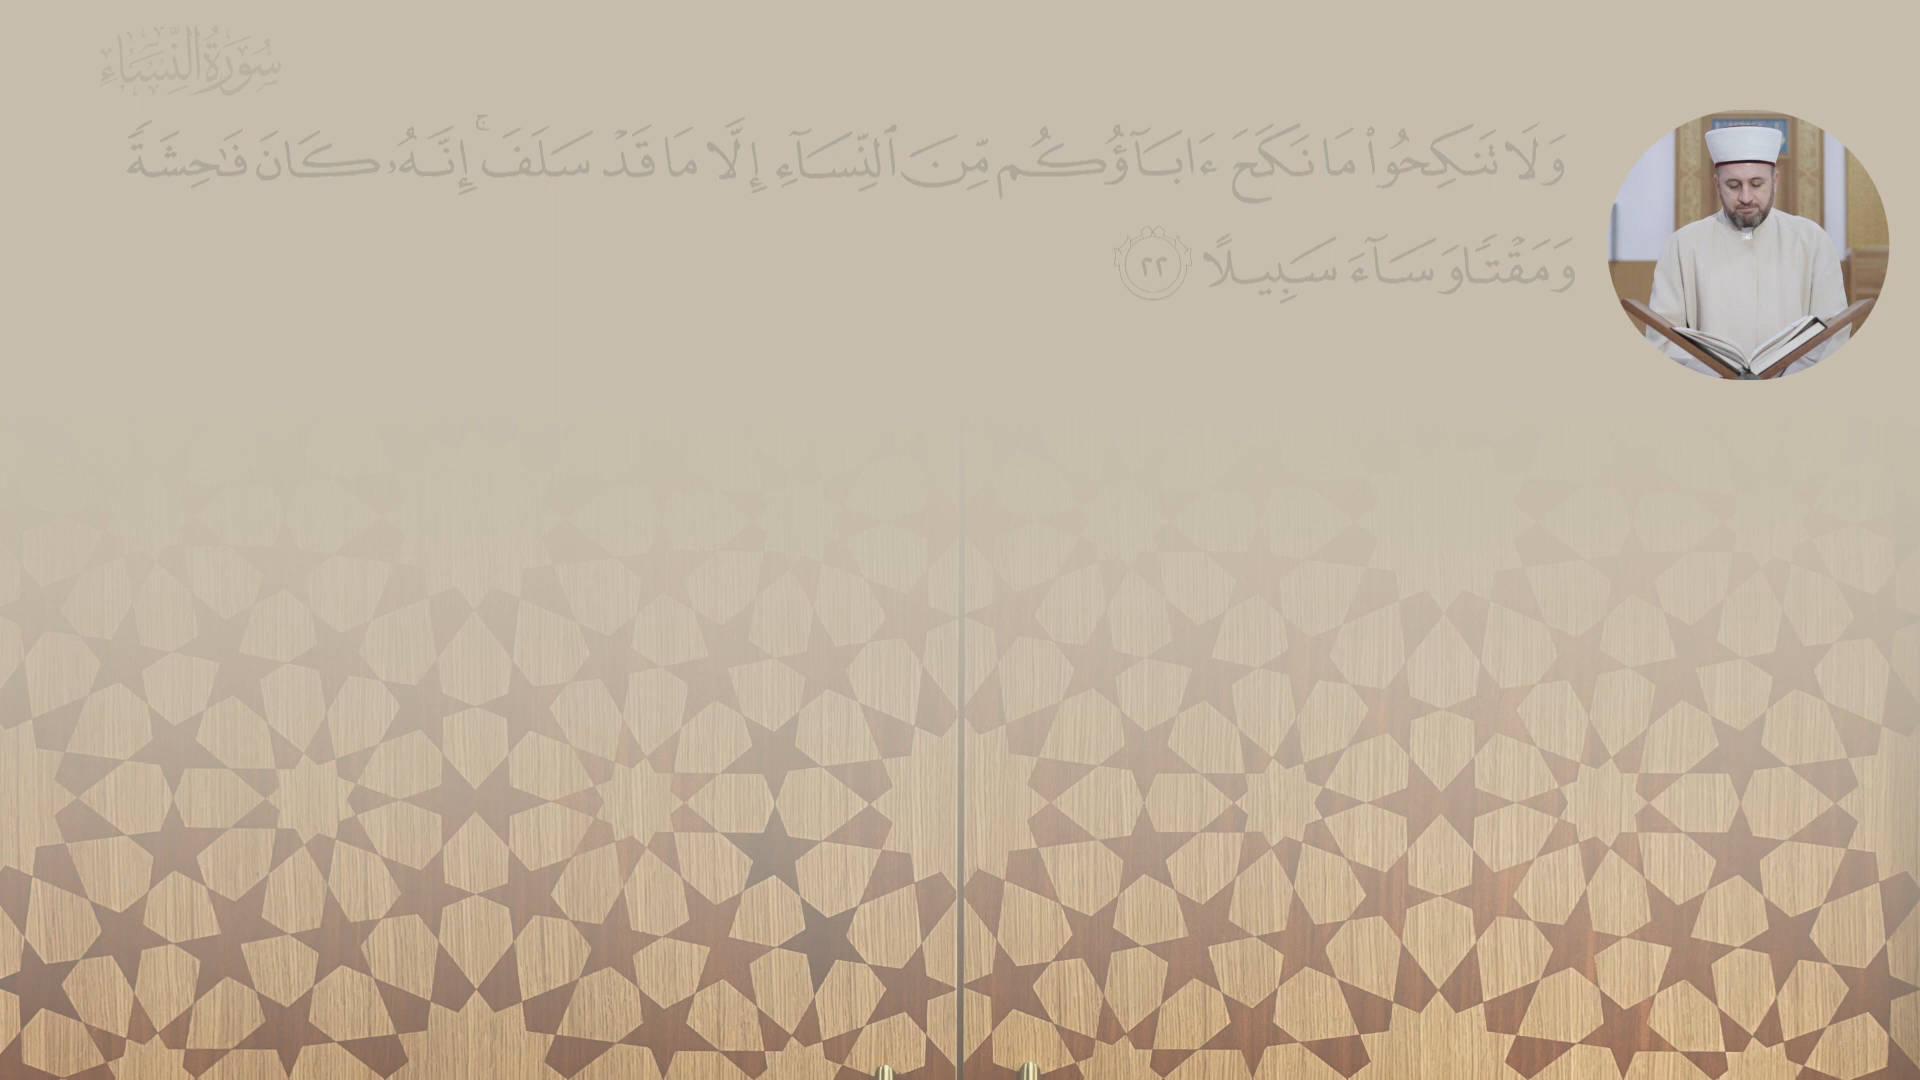 سُورَةُ النِّسَاءِ
وَلَا تَنكِحُوا۟ مَا نَكَحَ ءَابَآؤُكُم مِّنَ ٱلنِّسَآءِ إِلَّا مَا قَدْ سَلَفَ ۚ إِنَّهُۥ كَانَ فَـٰحِشَةً
وَمَقْتًا وَسَآءَ سَبِيلًا ٢٢